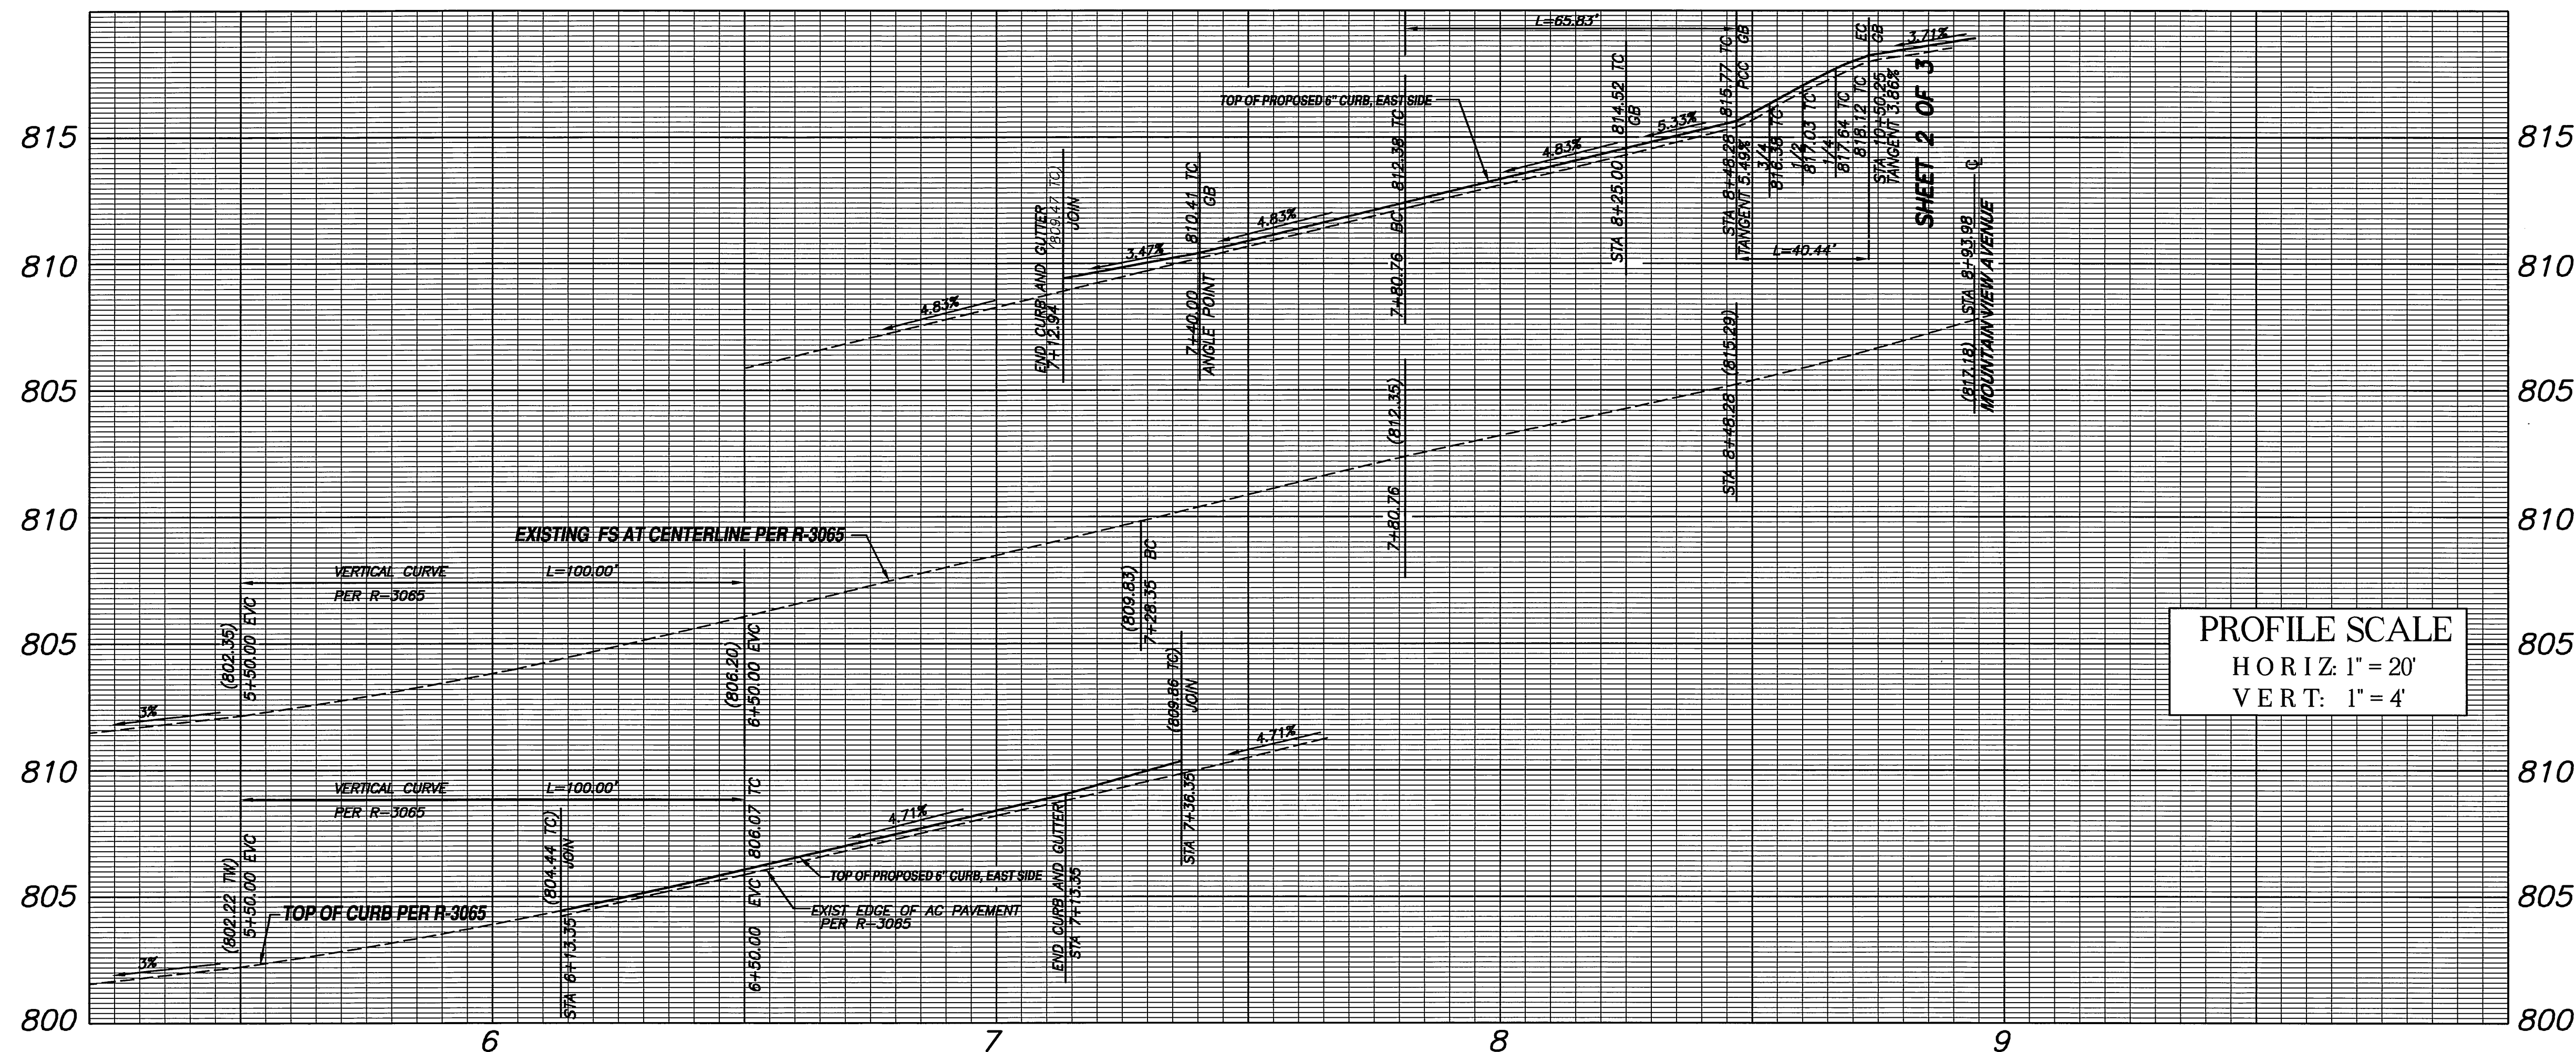 L=65.83'
3.71%
TOP OF PROPOSED 6" CURB, EAST SIDE
815
815
4.83%
5.33%
STA 8+25.00 814.52 TC
GB
STA 8+48.28 815.77 TC
TANGENT 5.49% PCC GB
3/4
816.38 TC
1/2
817.03 TC
1/4
817.64 TC
818.12 TC EC
STA 10+50.25 GB
TANGENT 3.86%
SHEET 2 OF 3
L=40.44'
810
810
END CURB AND GUTTER
7+12.94 (809.47 TC)
JOIN
3.47%
7+40.00 810.41 TC
ANGLE POINT GB
4.83%
7+80.76 BC 812.38 TC
4.83%
805
805
7+80.76 (812.35)
STA 8+48.28 (815.29)
(817.18) STA 8+93.98 ℄
MOUNTAIN VIEW AVENUE
810
810
EXISTING FS AT CENTERLINE PER R-3065
VERTICAL CURVE L=100.00'
PER R-3065
(802.35)
5+50.00 EVC
(806.20)
6+50.00 EVC
(809.83)
7+28.35 BC
805
805
3%
PROFILE SCALE
HORIZ: 1" = 20'
VERT: 1" = 4'
(809.86 TC)
JOIN
STA 7+36.35
4.71%
810
810
VERTICAL CURVE L=100.00'
PER R-3065
4.71%
(802.22 TW)
5+50.00 EVC
(804.44 TC)
JOIN
STA 6+13.35
6+50.00 EVC 806.07 TC
TOP OF PROPOSED 6" CURB, EAST SIDE
805
805
TOP OF CURB PER R-3065
EXIST EDGE OF AC PAVEMENT
PER R-3065
END CURB AND GUTTER
STA 7+13.35
3%
800
800
6
7
8
9